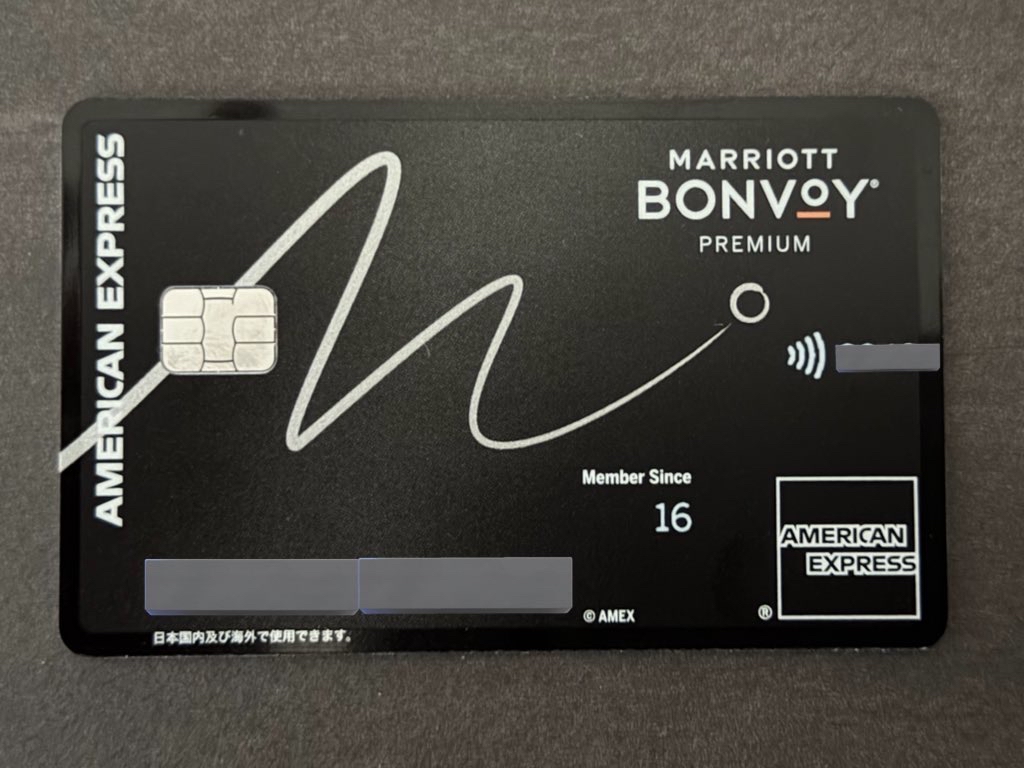 AMERICAN EXPRESS
MARRIOTT
BONVOY®
PREMIUM
Member Since
16
AMERICAN
EXPRESS
® 
© AMEX
日本国内及び海外で使用できます。